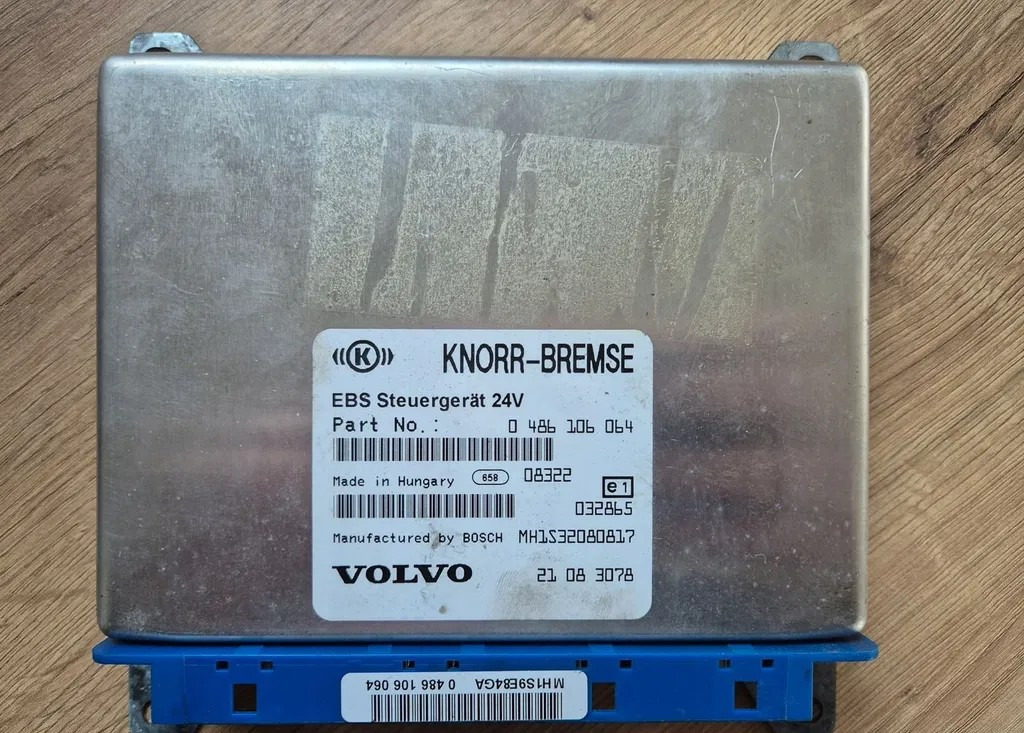 K KNORR-BREMSE
EBS Steuergerät 24V
Part No.: 0 486 106 064
Made in Hungary 658 08322
e1
032865
Manufactured by BOSCH MH1S32080817
VOLVO 21 08 3078
MH1S9E84GA 0 486 106 064